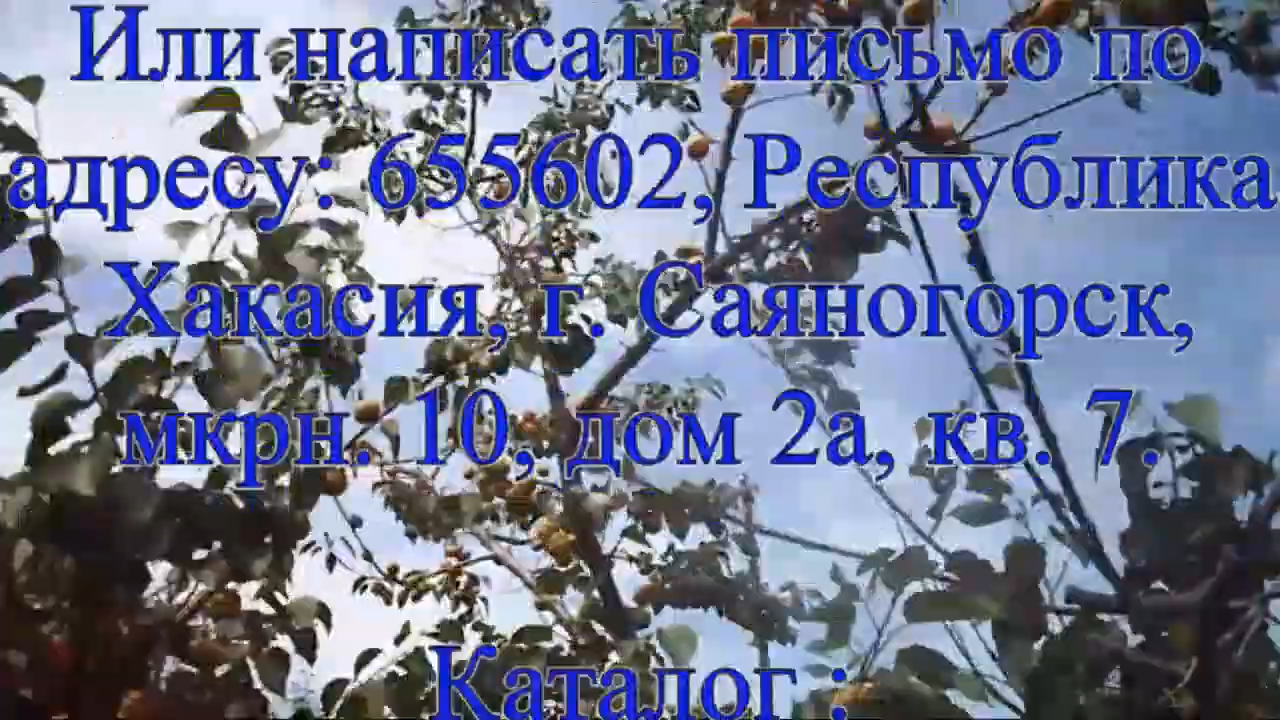 Или написать письмо по
адресу: 655602, Республика
Хакасия, г. Саяногорск,
мкрн. 10, дом 2а, кв. 7.
Каталог :